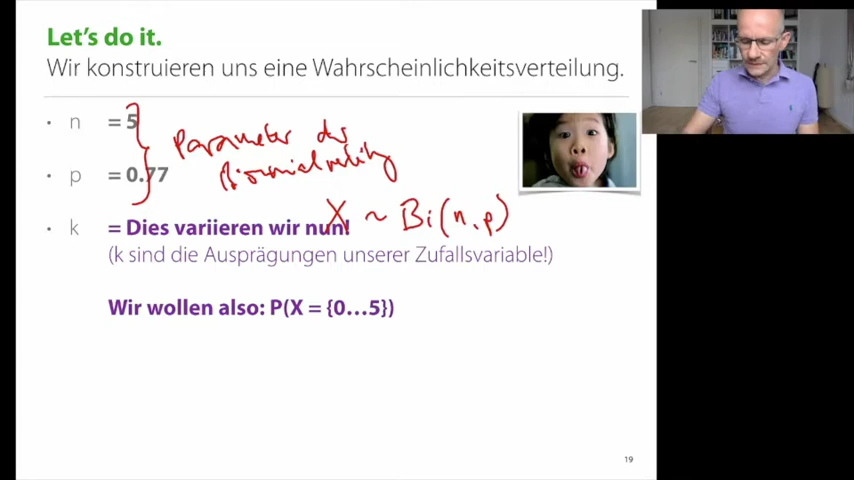 Let's do it.
Wir konstruieren uns eine Wahrscheinlichkeitsverteilung.
• n = 5
Parameter der
• p = 0.77
X ~ Bi(n,p)
• k = Dies variieren wir nun!
(k sind die Ausprägungen unserer Zufallsvariable!)
Wir wollen also: P(X = {0…5})
19